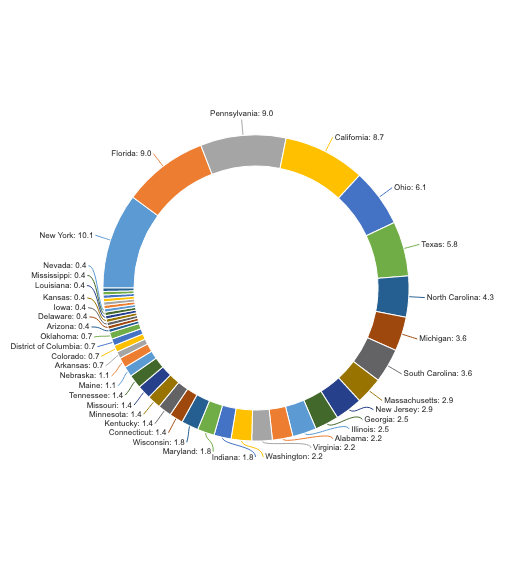 Pennsylvania: 9.0
California: 8.7
Florida: 9.0
Ohio: 6.1
New York: 10.1
Texas: 5.8
Nevada: 0.4
Mississippi: 0.4
Louisiana: 0.4
North Carolina: 4.3
Kansas: 0.4
Iowa: 0.4
Delaware: 0.4
Arizona: 0.4
Oklahoma: 0.7
Michigan: 3.6
District of Columbia: 0.7
Colorado: 0.7
Arkansas: 0.7
South Carolina: 3.6
Nebraska: 1.1
Maine: 1.1
Tennessee: 1.4
Massachusetts: 2.9
Missouri: 1.4
New Jersey: 2.9
Minnesota: 1.4
Georgia: 2.5
Kentucky: 1.4
Illinois: 2.5
Connecticut: 1.4
Alabama: 2.2
Wisconsin: 1.8
Virginia: 2.2
Maryland: 1.8
Indiana: 1.8
Washington: 2.2